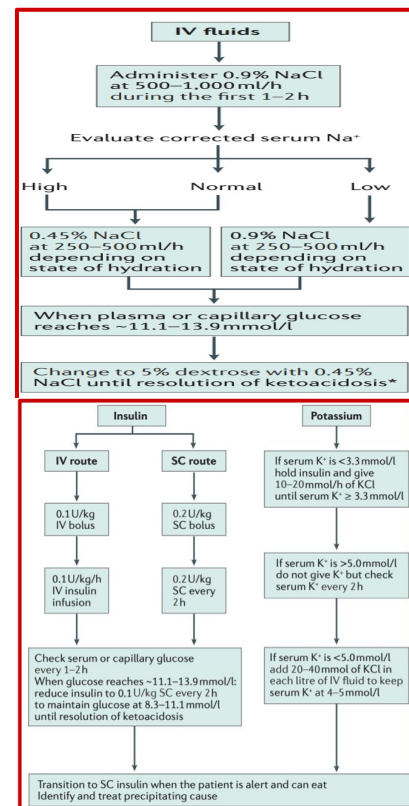 IV fluids
Administer 0.9% NaCl
at 500–1,000 ml/h
during the first 1–2 h
Evaluate corrected serum Na⁺
High
Normal
Low
0.45% NaCl
at 250–500 ml/h
depending on
state of hydration
0.9% NaCl
at 250–500 ml/h
depending on
state of hydration
When plasma or capillary glucose
reaches ~11.1–13.9 mmol/l
Change to 5% dextrose with 0.45%
NaCl until resolution of ketoacidosis*
Insulin
IV route
SC route
0.1 U/kg
IV bolus
0.2 U/kg
SC bolus
0.1 U/kg/h
IV insulin
infusion
0.2 U/kg
SC every
2 h
Check serum or capillary glucose
every 1–2 h
When glucose reaches ~11.1–13.9 mmol/l:
reduce insulin to 0.1 U/kg SC every 2 h
to maintain glucose at 8.3–11.1 mmol/l
until resolution of ketoacidosis
Potassium
If serum K⁺ is <3.3 mmol/l
hold insulin and give
10–20 mmol/h of KCl
until serum K⁺ ≥ 3.3 mmol/l
If serum K⁺ is >5.0 mmol/l
do not give K⁺ but check
serum K⁺ every 2 h
If serum K⁺ is <5.0 mmol/l
add 20–40 mmol of KCl in
each litre of IV fluid to keep
serum K⁺ at 4–5 mmol/l
Transition to SC insulin when the patient is alert and can eat
Identify and treat precipitating cause